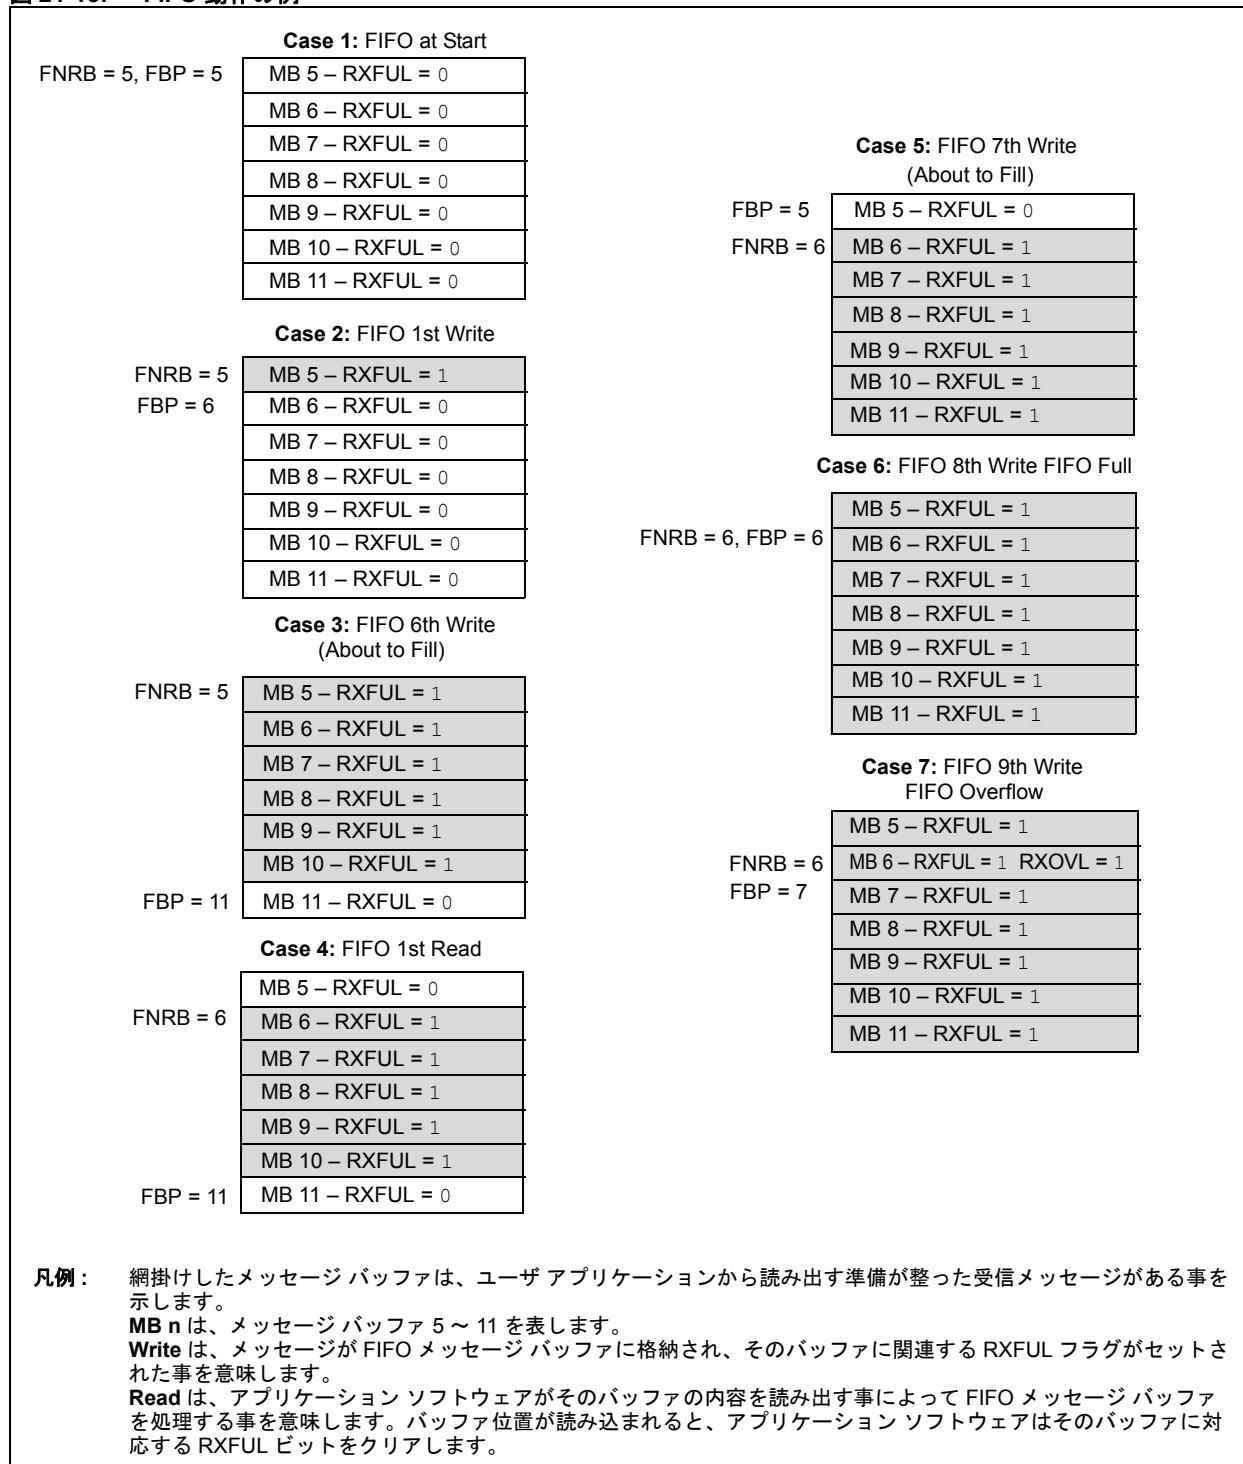 Case 1: FIFO at Start
FNRB = 5, FBP = 5
MB 5 – RXFUL = 0
MB 6 – RXFUL = 0
MB 7 – RXFUL = 0
MB 8 – RXFUL = 0
MB 9 – RXFUL = 0
MB 10 – RXFUL = 0
MB 11 – RXFUL = 0
Case 2: FIFO 1st Write
FNRB = 5
MB 5 – RXFUL = 1
FBP = 6
MB 6 – RXFUL = 0
MB 7 – RXFUL = 0
MB 8 – RXFUL = 0
MB 9 – RXFUL = 0
MB 10 – RXFUL = 0
MB 11 – RXFUL = 0
Case 3: FIFO 6th Write
(About to Fill)
FNRB = 5
MB 5 – RXFUL = 1
MB 6 – RXFUL = 1
MB 7 – RXFUL = 1
MB 8 – RXFUL = 1
MB 9 – RXFUL = 1
MB 10 – RXFUL = 1
FBP = 11
MB 11 – RXFUL = 0
Case 4: FIFO 1st Read
MB 5 – RXFUL = 0
FNRB = 6
MB 6 – RXFUL = 1
MB 7 – RXFUL = 1
MB 8 – RXFUL = 1
MB 9 – RXFUL = 1
MB 10 – RXFUL = 1
FBP = 11
MB 11 – RXFUL = 0
Case 5: FIFO 7th Write
(About to Fill)
FBP = 5
MB 5 – RXFUL = 0
FNRB = 6
MB 6 – RXFUL = 1
MB 7 – RXFUL = 1
MB 8 – RXFUL = 1
MB 9 – RXFUL = 1
MB 10 – RXFUL = 1
MB 11 – RXFUL = 1
Case 6: FIFO 8th Write FIFO Full
MB 5 – RXFUL = 1
FNRB = 6, FBP = 6
MB 6 – RXFUL = 1
MB 7 – RXFUL = 1
MB 8 – RXFUL = 1
MB 9 – RXFUL = 1
MB 10 – RXFUL = 1
MB 11 – RXFUL = 1
Case 7: FIFO 9th Write
FIFO Overflow
MB 5 – RXFUL = 1
FNRB = 6
MB 6 – RXFUL = 1 RXOVL = 1
FBP = 7
MB 7 – RXFUL = 1
MB 8 – RXFUL = 1
MB 9 – RXFUL = 1
MB 10 – RXFUL = 1
MB 11 – RXFUL = 1
凡例 : 網掛けしたメッセージ バッファは、ユーザ アプリケーションから読み出す準備が整った受信メッセージがある事を
示します。
MB n は、メッセージ バッファ 5 ～ 11 を表します。
Write は、メッセージが FIFO メッセージ バッファに格納され、そのバッファに関連する RXFUL フラグがセットさ
れた事を意味します。
Read は、アプリケーション ソフトウェアがそのバッファの内容を読み出す事によって FIFO メッセージ バッファ
を処理する事を意味します。バッファ位置が読み込まれると、アプリケーション ソフトウェアはそのバッファに対
応する RXFUL ビットをクリアします。